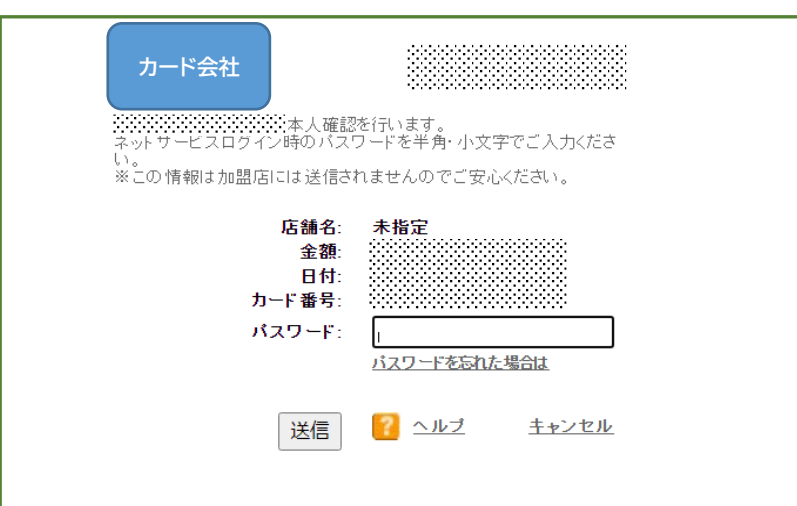 カード会社
本人確認を行います。
ネットサービスログイン時のパスワードを半角・小文字でご入力くださ
い。
※この情報は加盟店には送信されませんのでご安心ください。
店舗名: 未指定
金額:
日付:
カード番号:
パスワード:
パスワードを忘れた場合は
送信 ? ヘルプ キャンセル